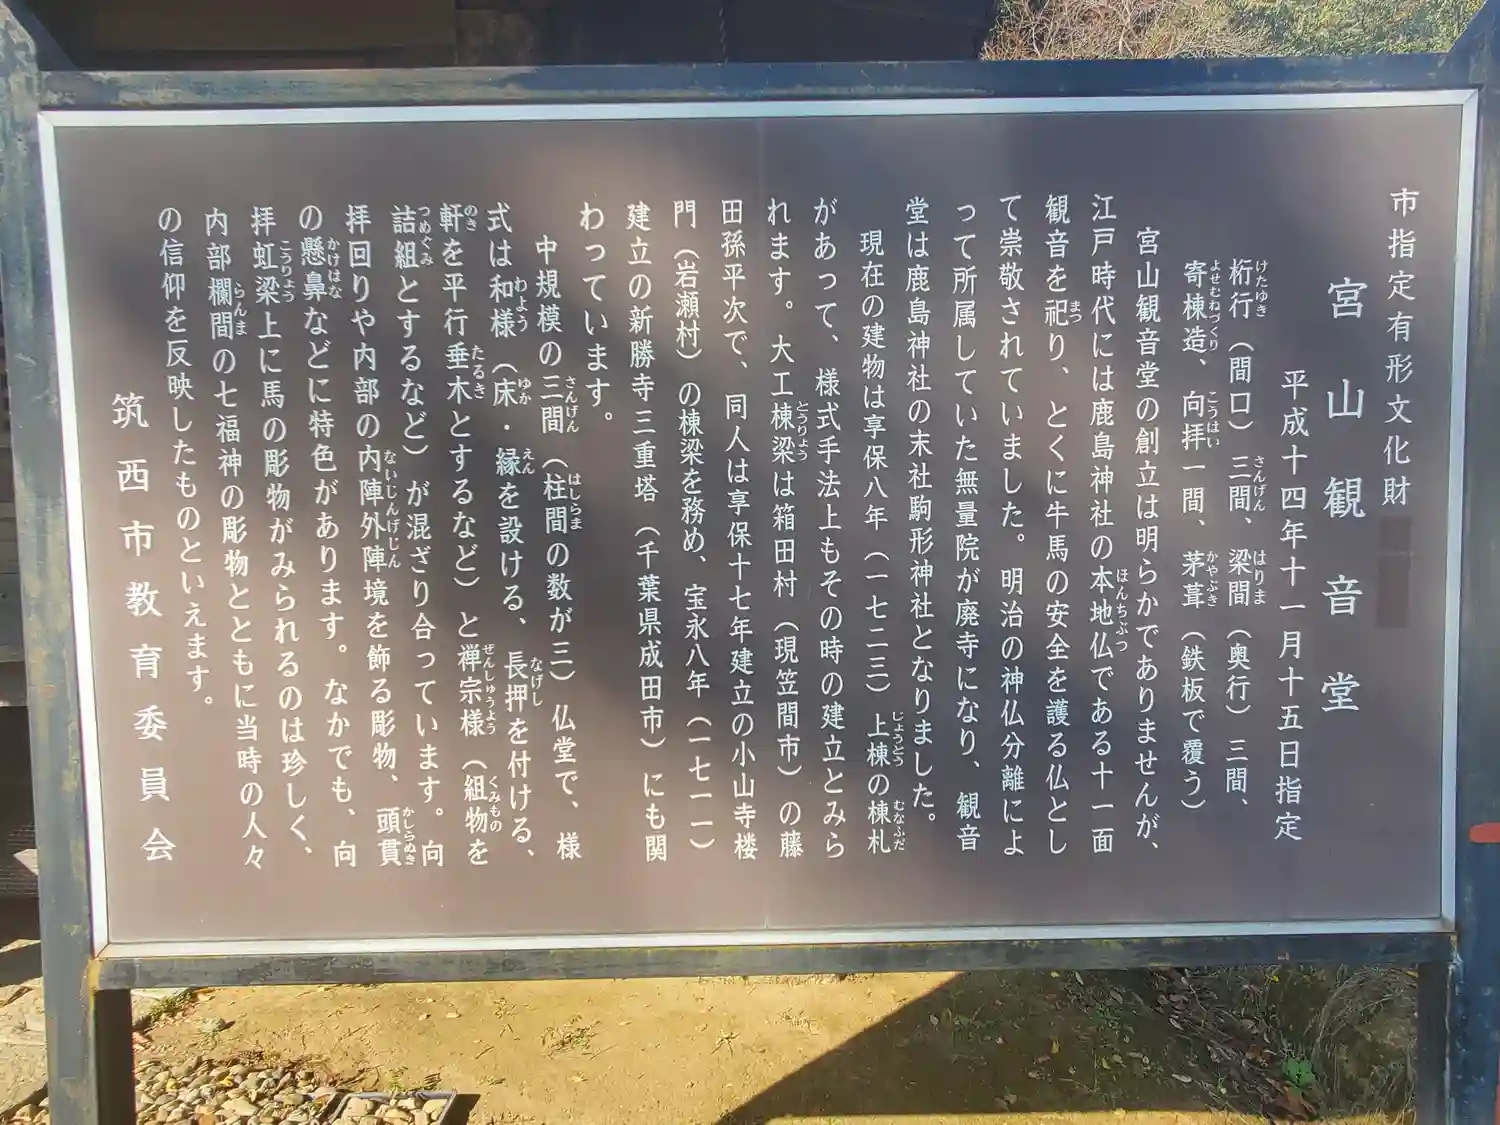 市指定有形文化財
宮山観音堂
平成十四年十一月十五日指定
桁行（間口）三間、梁間（奥行）三間、
寄棟造、向拝一間、茅葺（鉄板で覆う）
宮山観音堂の創立は明らかでありませんが、
江戸時代には鹿島神社の本地仏である十一面
観音を祀り、とくに牛馬の安全を護る仏とし
て崇敬されていました。明治の神仏分離によ
って所属していた無量院が廃寺になり、観音
堂は鹿島神社の末社駒形神社となりました。
現在の建物は享保八年（一七二三）上棟の棟札
があって、様式手法上もその時の建立とみら
れます。大工棟梁は箱田村（現笠間市）の藤
田孫平次で、同人は享保十七年建立の小山寺楼
門（岩瀬村）の棟梁を務め、宝永八年（一七一一）
建立の新勝寺三重塔（千葉県成田市）にも関
わっています。
中規模の三間（柱間の数が三）仏堂で、様
式は和様（床・縁を設ける、長押を付ける、
軒を平行垂木とするなど）と禅宗様（組物を
詰組とするなど）が混ざり合っています。向
拝回りや内部の内陣外陣境を飾る彫物、頭貫
の懸鼻などに特色があります。なかでも、向
拝虹梁上に馬の彫物がみられるのは珍しく、
内部欄間の七福神の彫物とともに当時の人々
の信仰を反映したものといえます。
筑西市教育委員会